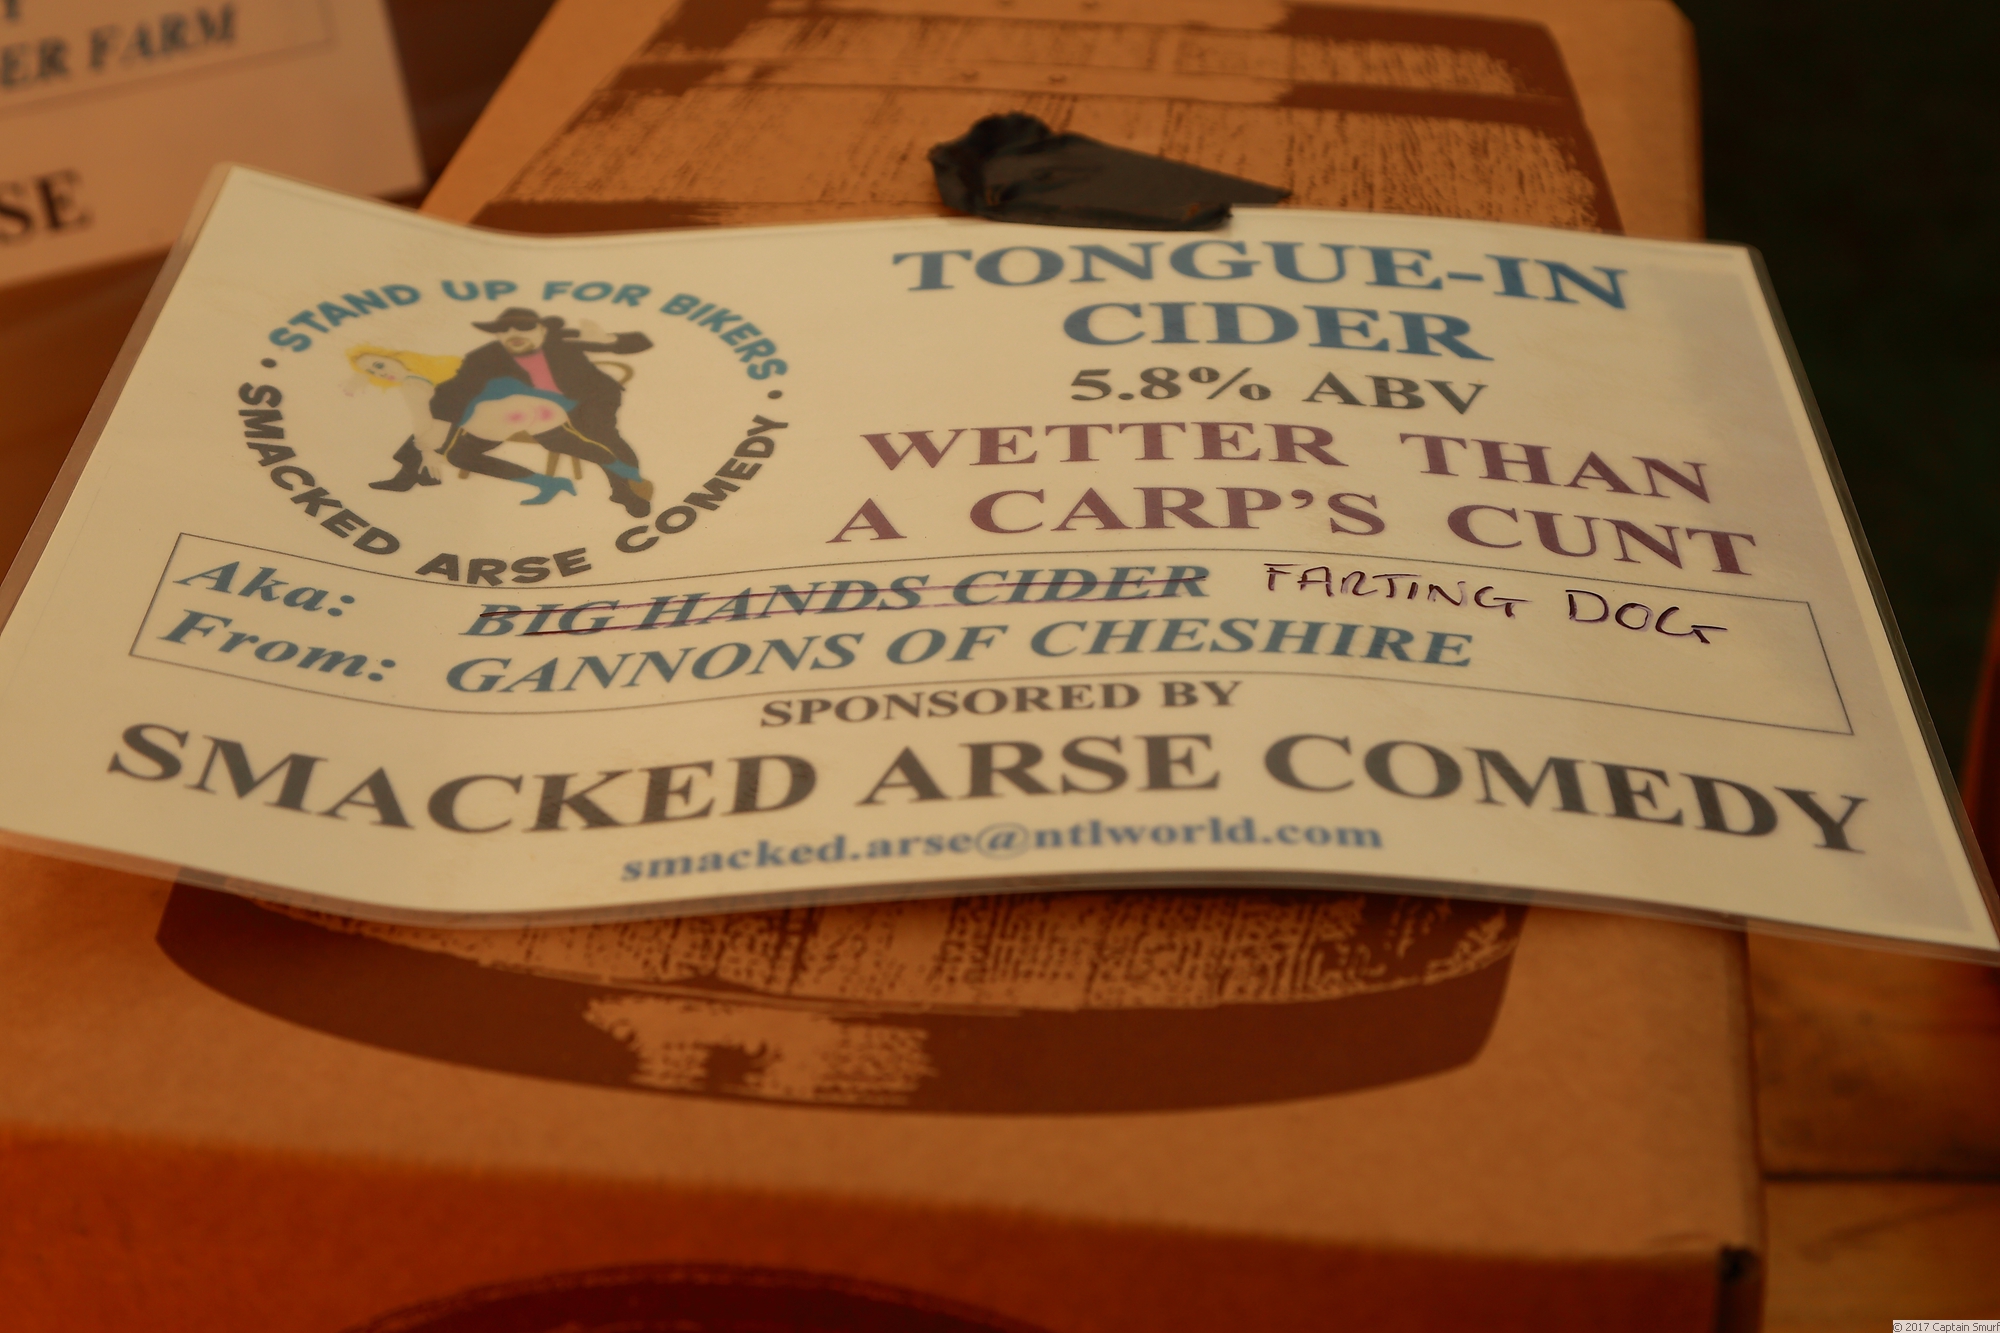 ER FARM
SE
STAND UP FOR BIKERS
SMACKED ARSE COMEDY
TONGUE-IN
CIDER
5.8% ABV
WETTER THAN
A CARP'S CUNT
Aka: BIG HANDS CIDER FARTING DOG
From: GANNONS OF CHESHIRE
SPONSORED BY
SMACKED ARSE COMEDY
smacked.arse@ntlworld.com
© 2017 Captain Smurf